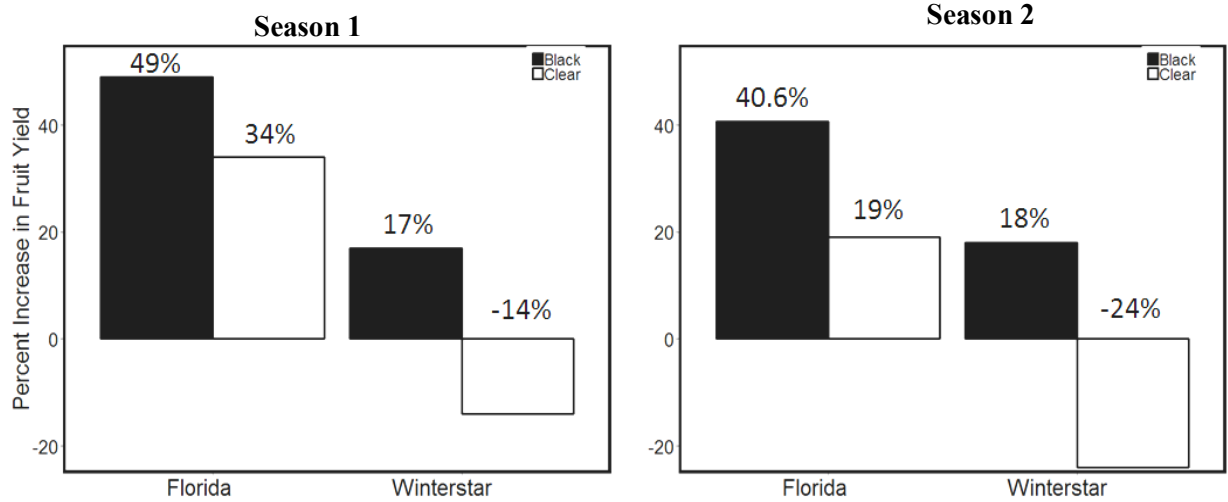 Season 1
Black
Clear
49%
34%
17%
-14%
40
20
0
-20
Percent Increase in Fruit Yield
Florida
Winterstar
Season 2
Black
Clear
40.6%
19%
18%
-24%
40
20
0
-20
Florida
Winterstar